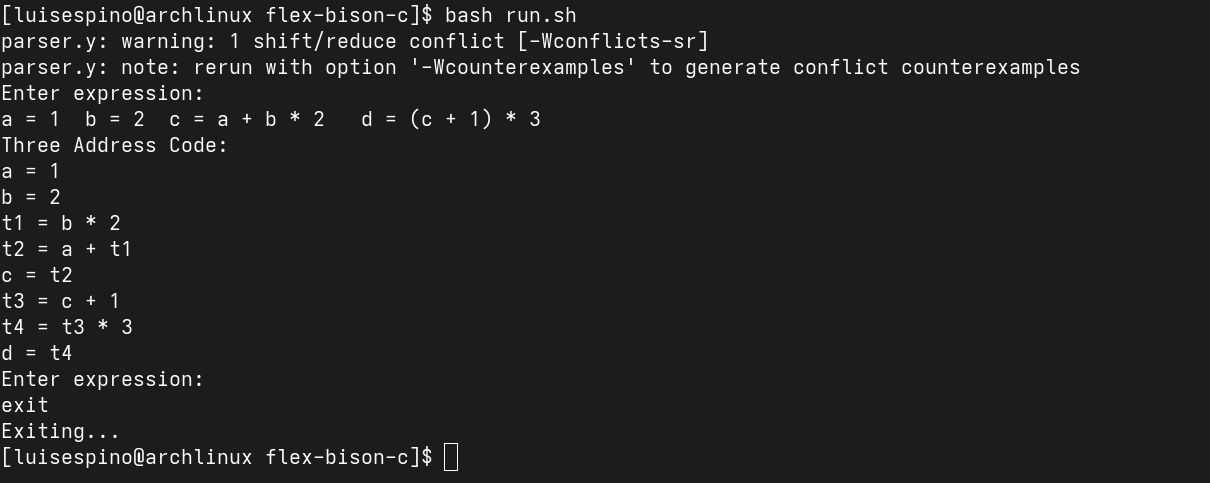 [luisespino@archlinux flex-bison-c]$ bash run.sh
parser.y: warning: 1 shift/reduce conflict [-Wconflicts-sr]
parser.y: note: rerun with option '-Wcounterexamples' to generate conflict counterexamples
Enter expression:
a = 1  b = 2  c = a + b * 2   d = (c + 1) * 3
Three Address Code:
a = 1
b = 2
t1 = b * 2
t2 = a + t1
c = t2
t3 = c + 1
t4 = t3 * 3
d = t4
Enter expression:
exit
Exiting...
[luisespino@archlinux flex-bison-c]$